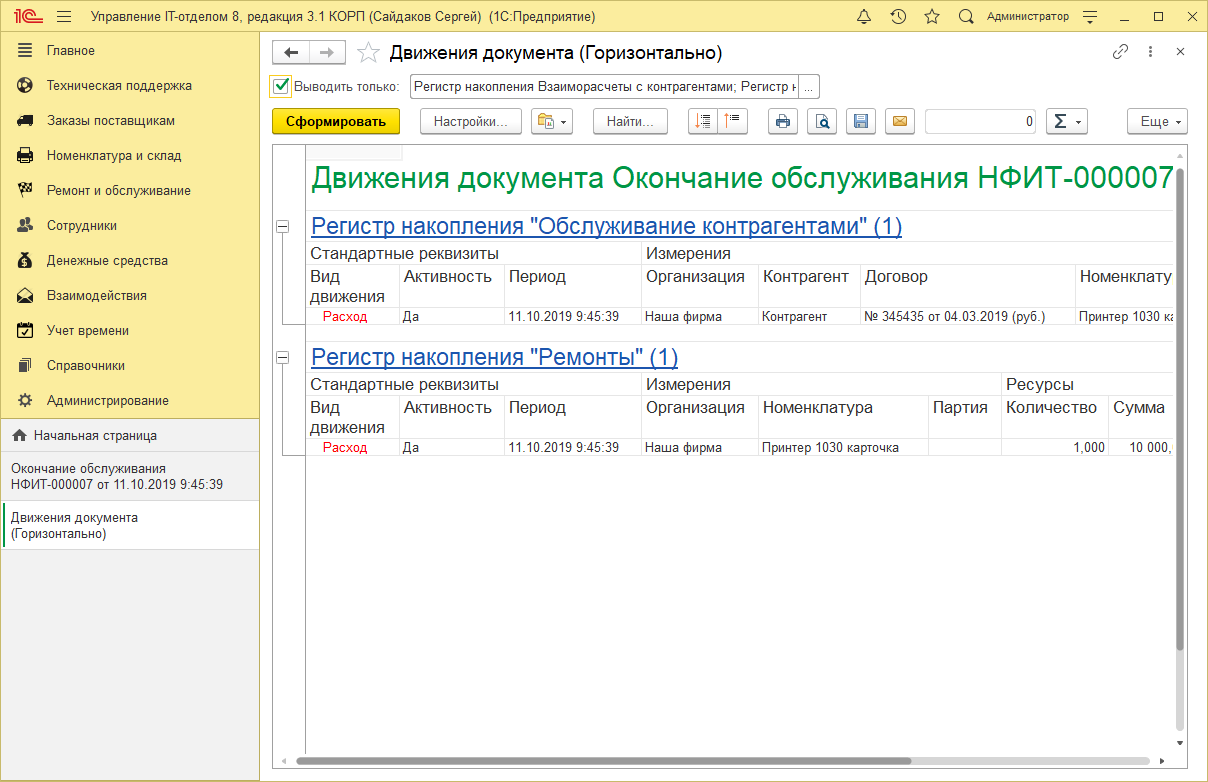 1С Управление IT-отделом 8, редакция 3.1 КОРП (Сайдаков Сергей) (1С:Предприятие) Администратор
Главное
Техническая поддержка
Заказы поставщикам
Номенклатура и склад
Ремонт и обслуживание
Сотрудники
Денежные средства
Взаимодействия
Учет времени
Справочники
Администрирование
Начальная страница
Окончание обслуживания
НФИТ-000007 от 11.10.2019 9:45:39
Движения документа
(Горизонтально)
Движения документа (Горизонтально)
Выводить только: Регистр накопления Взаиморасчеты с контрагентами; Регистр н ...
Сформировать Настройки... Найти... 0 Σ Еще
Движения документа Окончание обслуживания НФИТ-000007
Регистр накопления "Обслуживание контрагентами" (1)
Стандартные реквизиты Измерения
Вид движения Активность Период Организация Контрагент Договор Номенклату
Расход Да 11.10.2019 9:45:39 Наша фирма Контрагент № 345435 от 04.03.2019 (руб.) Принтер 1030 ка
Регистр накопления "Ремонты" (1)
Стандартные реквизиты Измерения Ресурсы
Вид движения Активность Период Организация Номенклатура Партия Количество Сумма
Расход Да 11.10.2019 9:45:39 Наша фирма Принтер 1030 карточка 1,000 10 000,